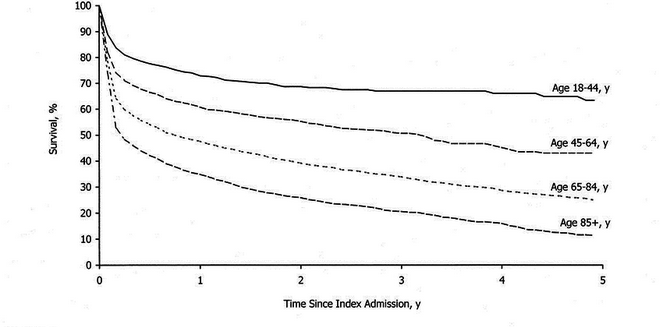 100
90
80
70
60
50
40
30
20
10
0
Survival, %
Age 18-44, y
Age 45-64, y
Age 65-84, y
Age 85+, y
0 1 2 3 4 5
Time Since Index Admission, y